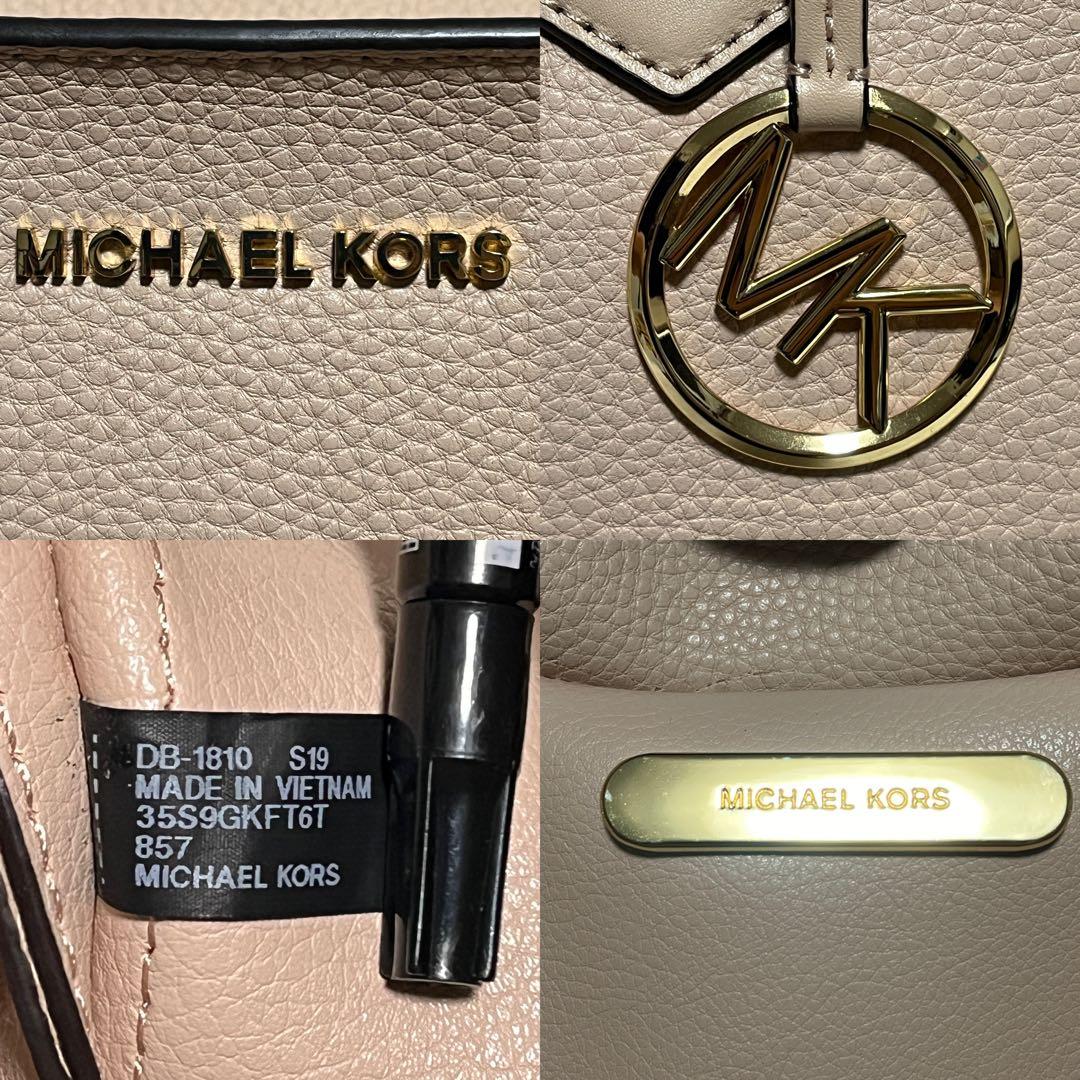 MICHAEL KORS
MK
DB-1810 S19
MADE IN VIETNAM
35S9GKFT6T
857
MICHAEL KORS
MICHAEL KORS